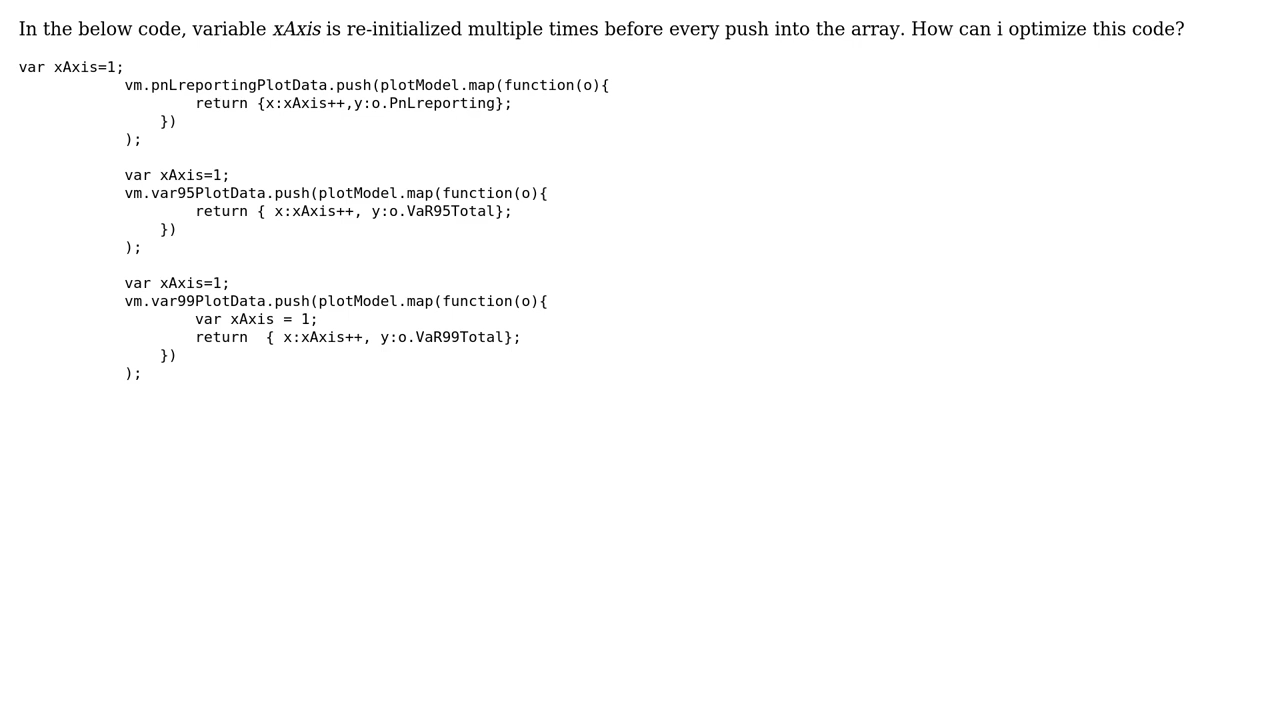 In the below code, variable xAxis is re-initialized multiple times before every push into the array. How can i optimize this code?
var xAxis=1;
            vm.pnLreportingPlotData.push(plotModel.map(function(o){
                    return {x:xAxis++,y:o.PnLreporting};
                })
            );

            var xAxis=1;
            vm.var95PlotData.push(plotModel.map(function(o){
                    return { x:xAxis++, y:o.VaR95Total};
                })
            );

            var xAxis=1;
            vm.var99PlotData.push(plotModel.map(function(o){
                    var xAxis = 1;
                    return  { x:xAxis++, y:o.VaR99Total};
                })
            );